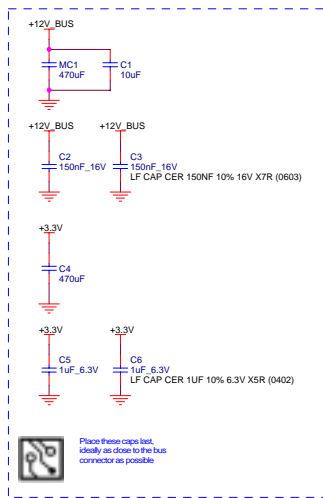 +12V_BUS
MC1
470uF
C1
10uF
+12V_BUS
+12V_BUS
C2
150nF_16V
C3
150nF_16V
LF CAP CER 150NF 10% 16V X7R (0603)
+3.3V
C4
470uF
+3.3V
+3.3V
C5
1uF_6.3V
C6
1uF_6.3V
LF CAP CER 1UF 10% 6.3V X5R (0402)
Place these caps last,
ideally as close to the bus
connector as possible